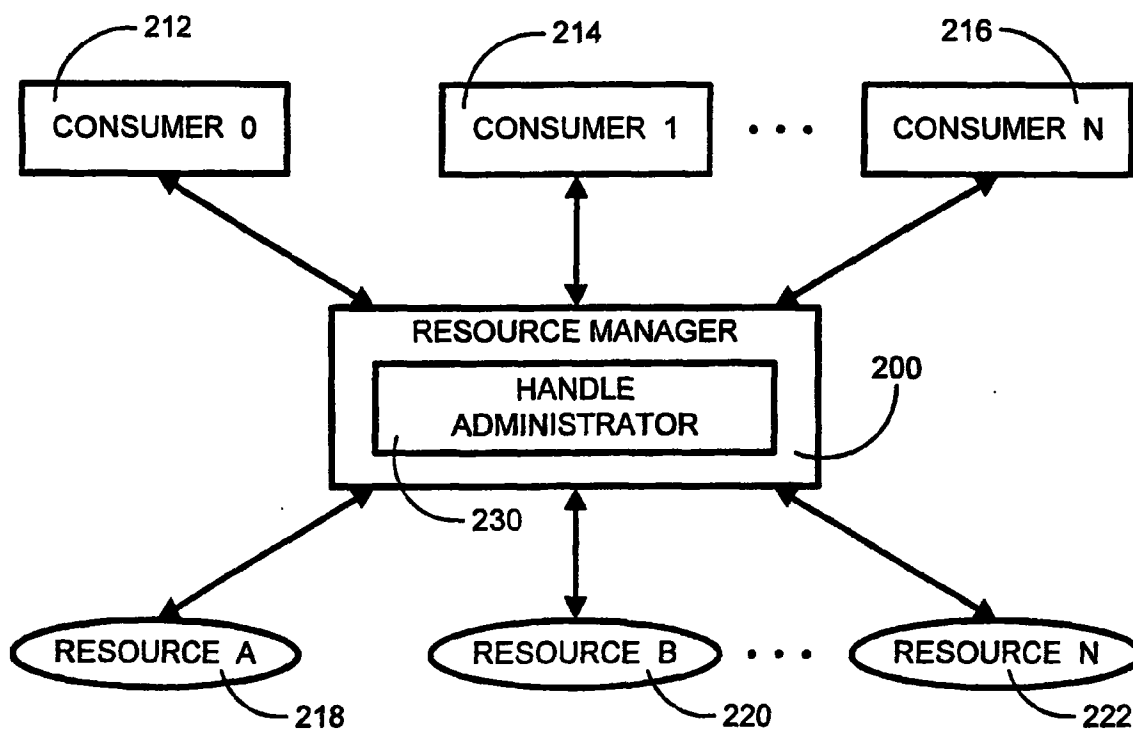 212
214
216
CONSUMER 0
CONSUMER 1
• • •
CONSUMER N
RESOURCE MANAGER
HANDLE
ADMINISTRATOR
200
230
RESOURCE A
RESOURCE B
• • •
RESOURCE N
218
220
222